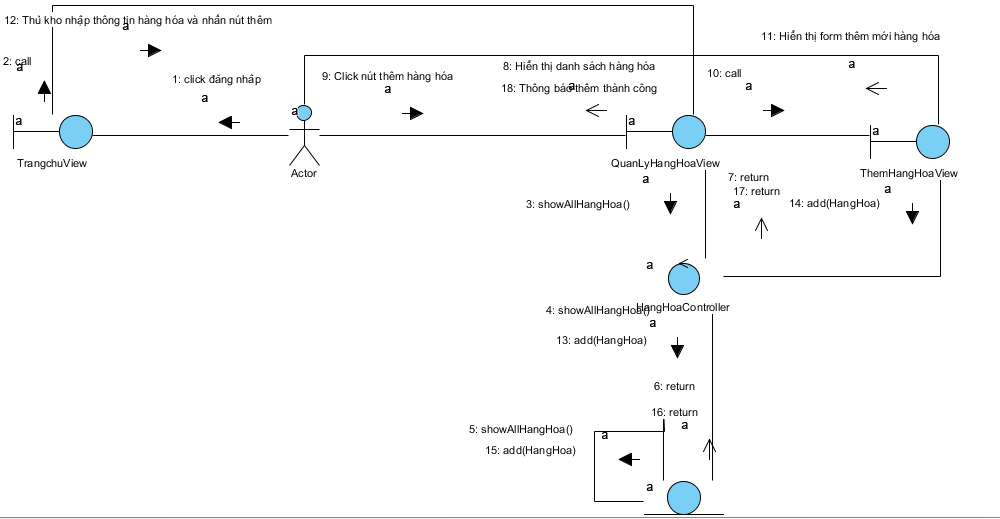 12: Thủ kho nhập thông tin hàng hóa và nhấn nút thêm
a
11: Hiển thị form thêm mới hàng hóa
2: call
a
1: click đăng nhập
a
9: Click nút thêm hàng hóa
a
8: Hiển thị danh sách hàng hóa
18: Thông báo thêm thành công
a
10: call
a
a
a
TrangchuView
a
Actor
a
QuanLyHangHoaView
a
ThemHangHoaView
a
3: showAllHangHoa()
7: return
17: return
a
14: add(HangHoa)
a
a
HangHoaController
4: showAllHangHoa()
a
13: add(HangHoa)
6: return
16: return
a
5: showAllHangHoa()
a
15: add(HangHoa)
a